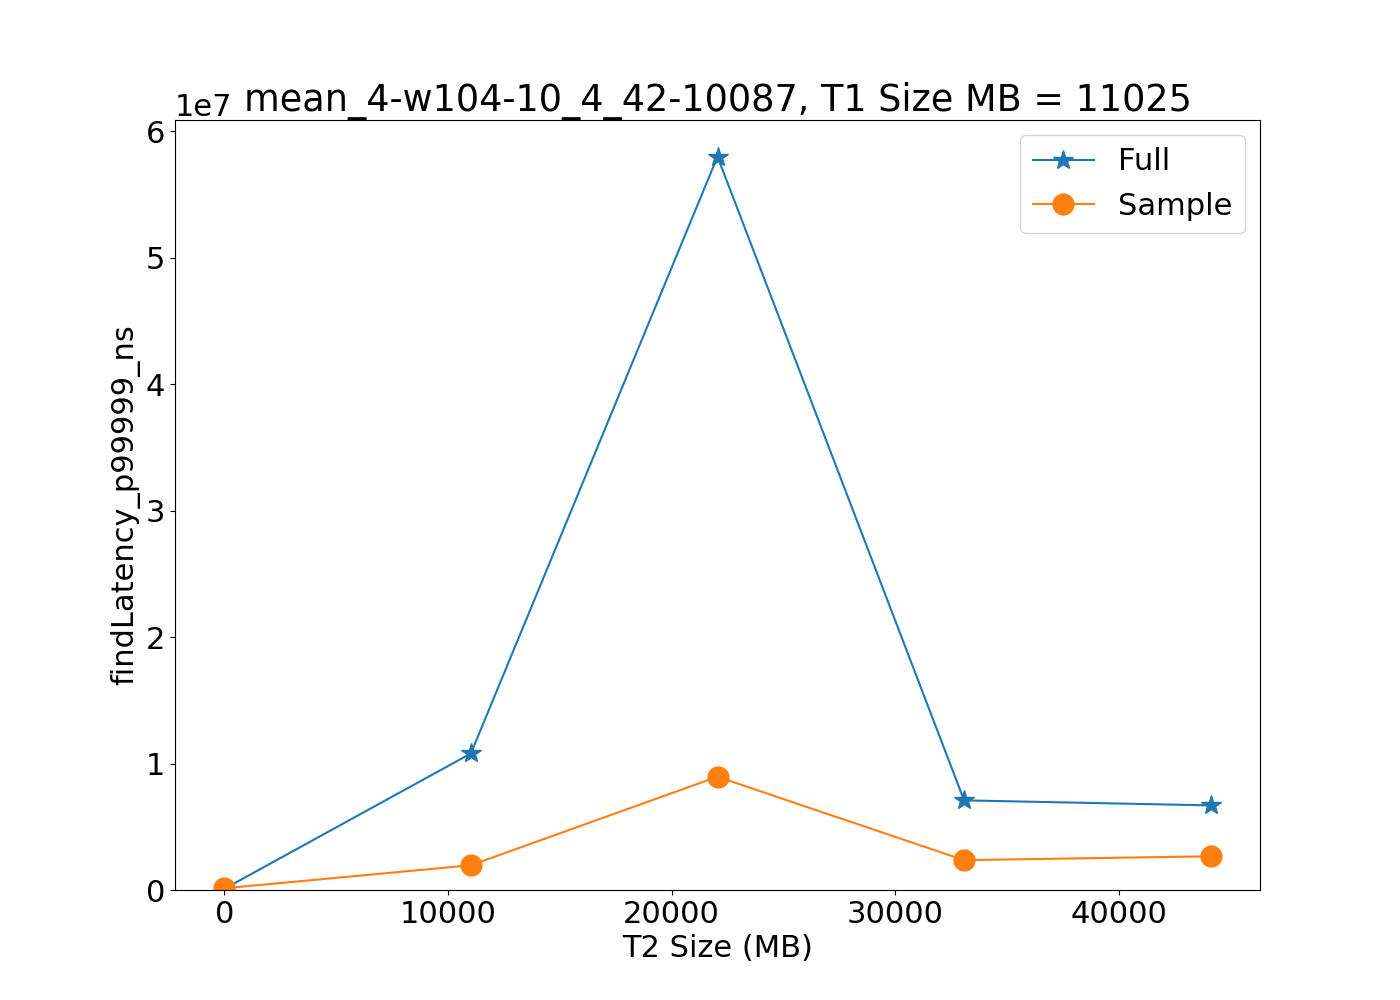 1e7
mean_4-w104-10_4_42-10087, T1 Size MB = 11025
6
5
4
3
2
1
0
findLatency_p99999_ns
Full
Sample
0 10000 20000 30000 40000
T2 Size (MB)